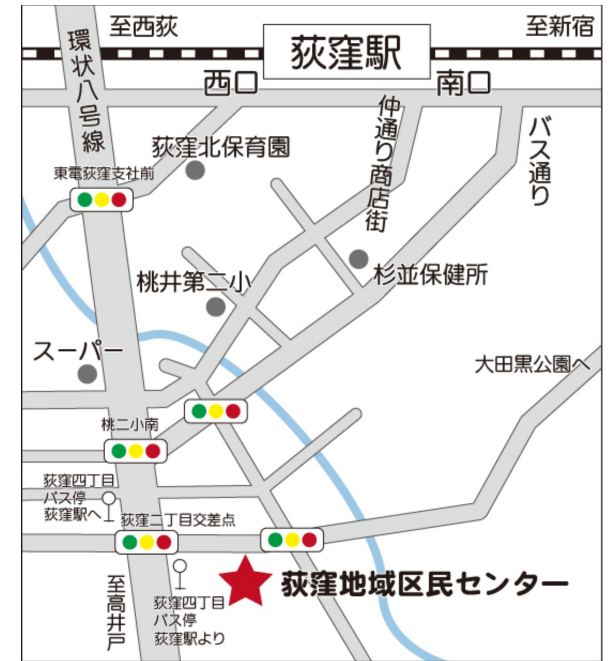 至西荻
至新宿
荻窪駅
環状八号線
西口
南口
仲通り商店街
バス通り
荻窪北保育園
東電荻窪支社前
杉並保健所
桃井第二小
スーパー
大田黒公園へ
桃二小南
荻窪四丁目
バス停
荻窪駅へ
荻窪二丁目交差点
荻窪地域区民センター
至高井戸
荻窪四丁目
バス停
荻窪駅より